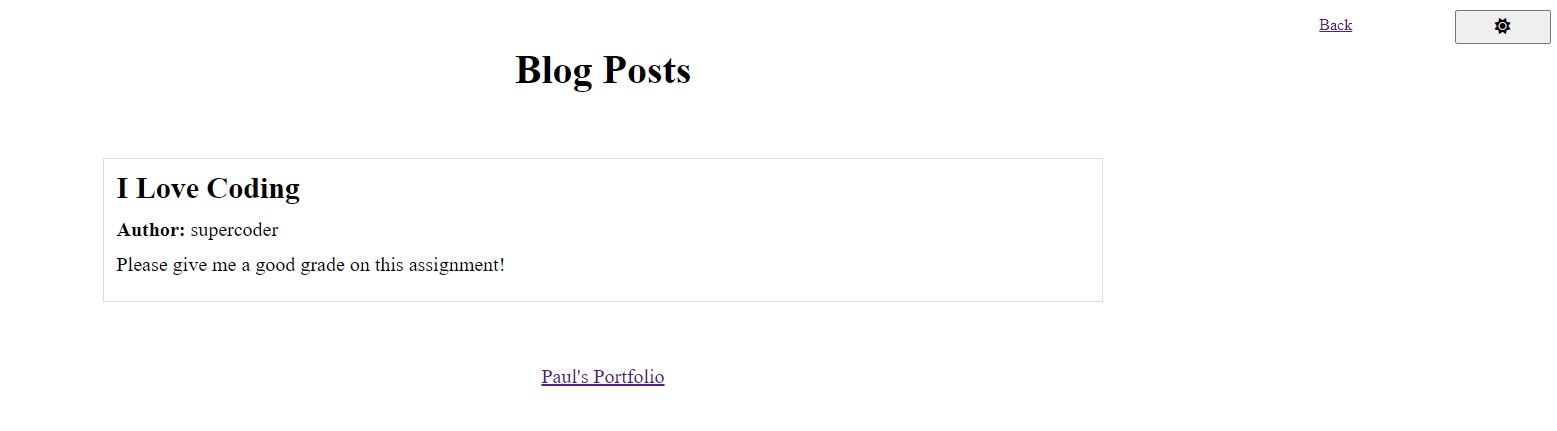 Back
Blog Posts
I Love Coding
Author: supercoder
Please give me a good grade on this assignment!
Paul's Portfolio